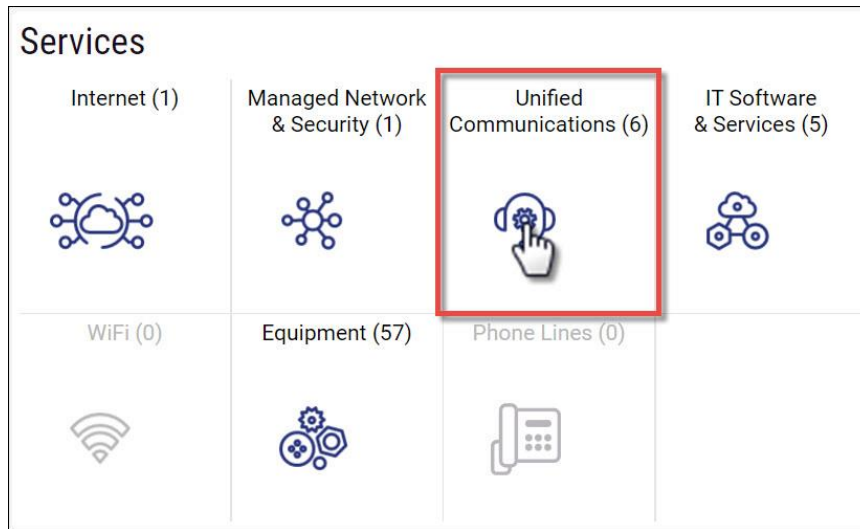 Services
Internet (1)
Managed Network
& Security (1)
Unified
Communications (6)
IT Software
& Services (5)
WiFi (0)
Equipment (57)
Phone Lines (0)